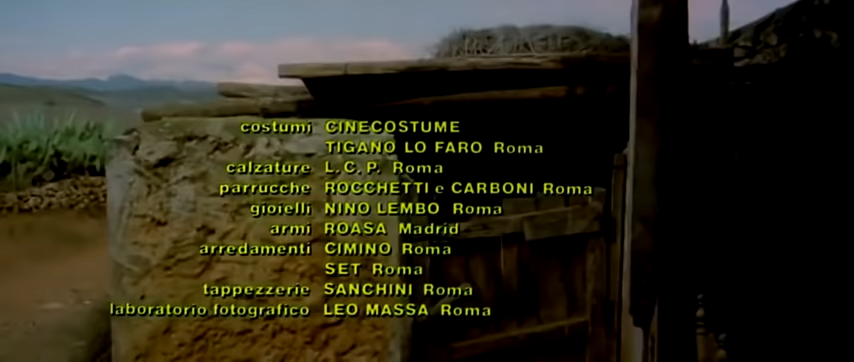 costumi CINECOSTUME
TIGANO LO FARO Roma
calzature L.C.P. Roma
parrucche ROCCHETTI e CARBONI Roma
gioielli NINO LEMBO Roma
armi ROASA Madrid
arredamenti CIMINO Roma
SET Roma
tappezzerie SANCHINI Roma
laboratorio fotografico LEO MASSA Roma